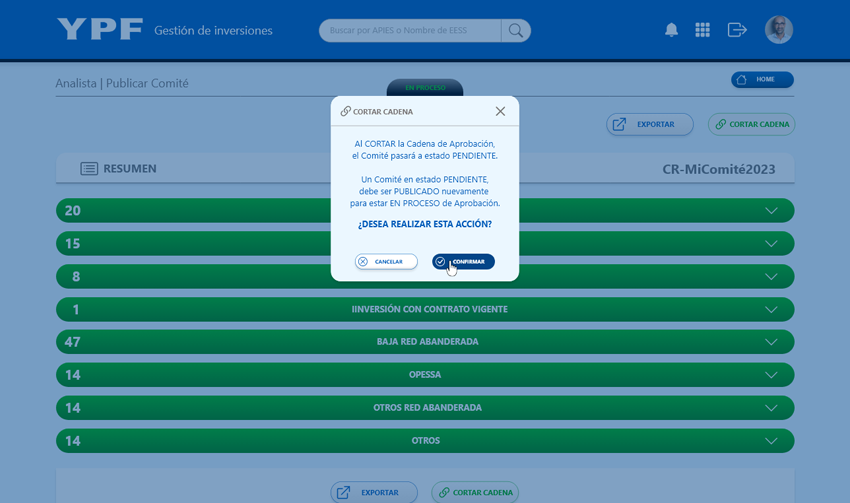 YPF Gestión de inversiones
Buscar por APIES o Nombre de EESS
Analista | Publicar Comité
HOME
EN PROCESO
CORTAR CADENA
EXPORTAR
CORTAR CADENA
Al CORTAR la Cadena de Aprobación,
el Comité pasará a estado PENDIENTE.
Un Comité en estado PENDIENTE,
debe ser PUBLICADO nuevamente
para estar EN PROCESO de Aprobación.
¿DESEA REALIZAR ESTA ACCIÓN?
CANCELAR
CONFIRMAR
RESUMEN
CR-MiComité2023
20
15
8
1 IINVERSIÓN CON CONTRATO VIGENTE
47 BAJA RED ABANDERADA
14 OPESSA
14 OTROS RED ABANDERADA
14 OTROS
EXPORTAR
CORTAR CADENA